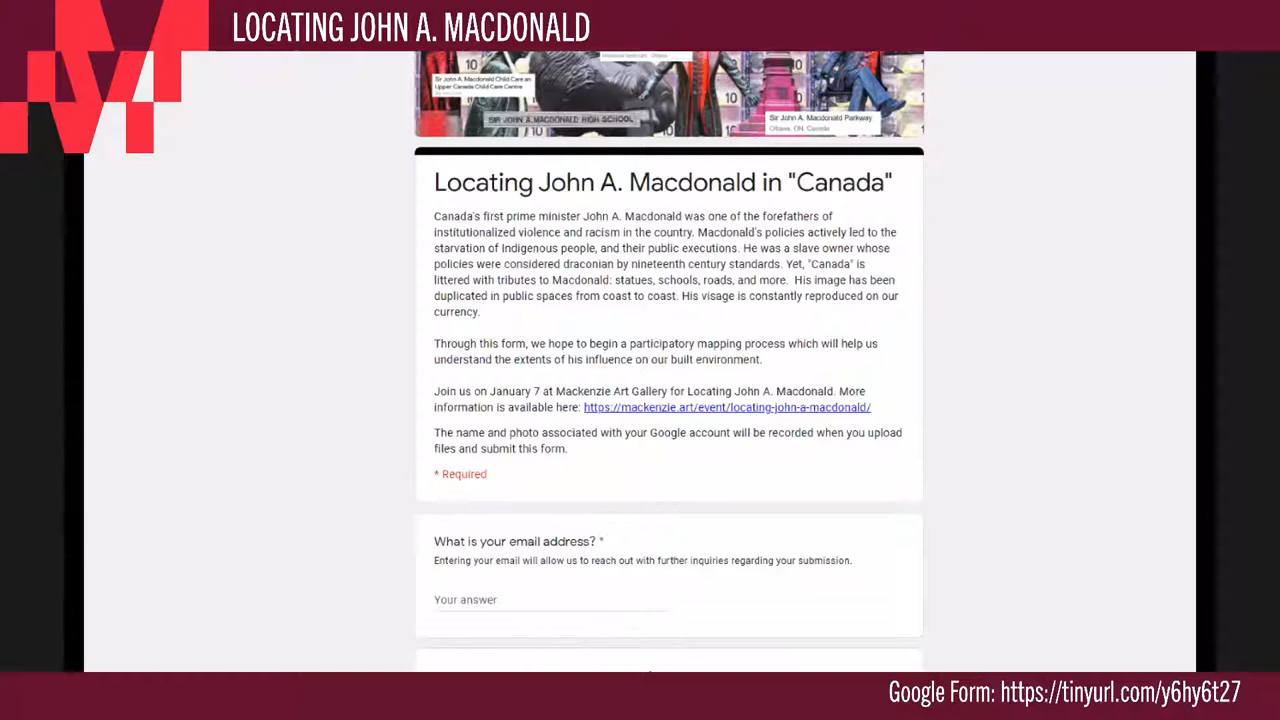 LOCATING JOHN A. MACDONALD
10
Sir John A. Macdonald Child Care an
Upper Canada Child Care Centre
10
10
SIR JOHN A.MACDONALD HIGH SCHOOL
10
10
10
Sir John A. Macdonald Parkway
Ottawa, ON, Canada
Locating John A. Macdonald in "Canada"
Canada's first prime minister John A. Macdonald was one of the forefathers of
institutionalized violence and racism in the country. Macdonald's policies actively led to the
starvation of Indigenous people, and their public executions. He was a slave owner whose
policies were considered draconian by nineteenth century standards. Yet, "Canada" is
littered with tributes to Macdonald: statues, schools, roads, and more. His image has been
duplicated in public spaces from coast to coast. His visage is constantly reproduced on our
currency.
Through this form, we hope to begin a participatory mapping process which will help us
understand the extents of his influence on our built environment.
Join us on January 7 at Mackenzie Art Gallery for Locating John A. Macdonald. More
information is available here: https://mackenzie.art/event/locating-john-a-macdonald/
The name and photo associated with your Google account will be recorded when you upload
files and submit this form.
* Required
What is your email address? *
Entering your email will allow us to reach out with further inquiries regarding your submission.
Your answer
Google Form: https://tinyurl.com/y6hy6t27